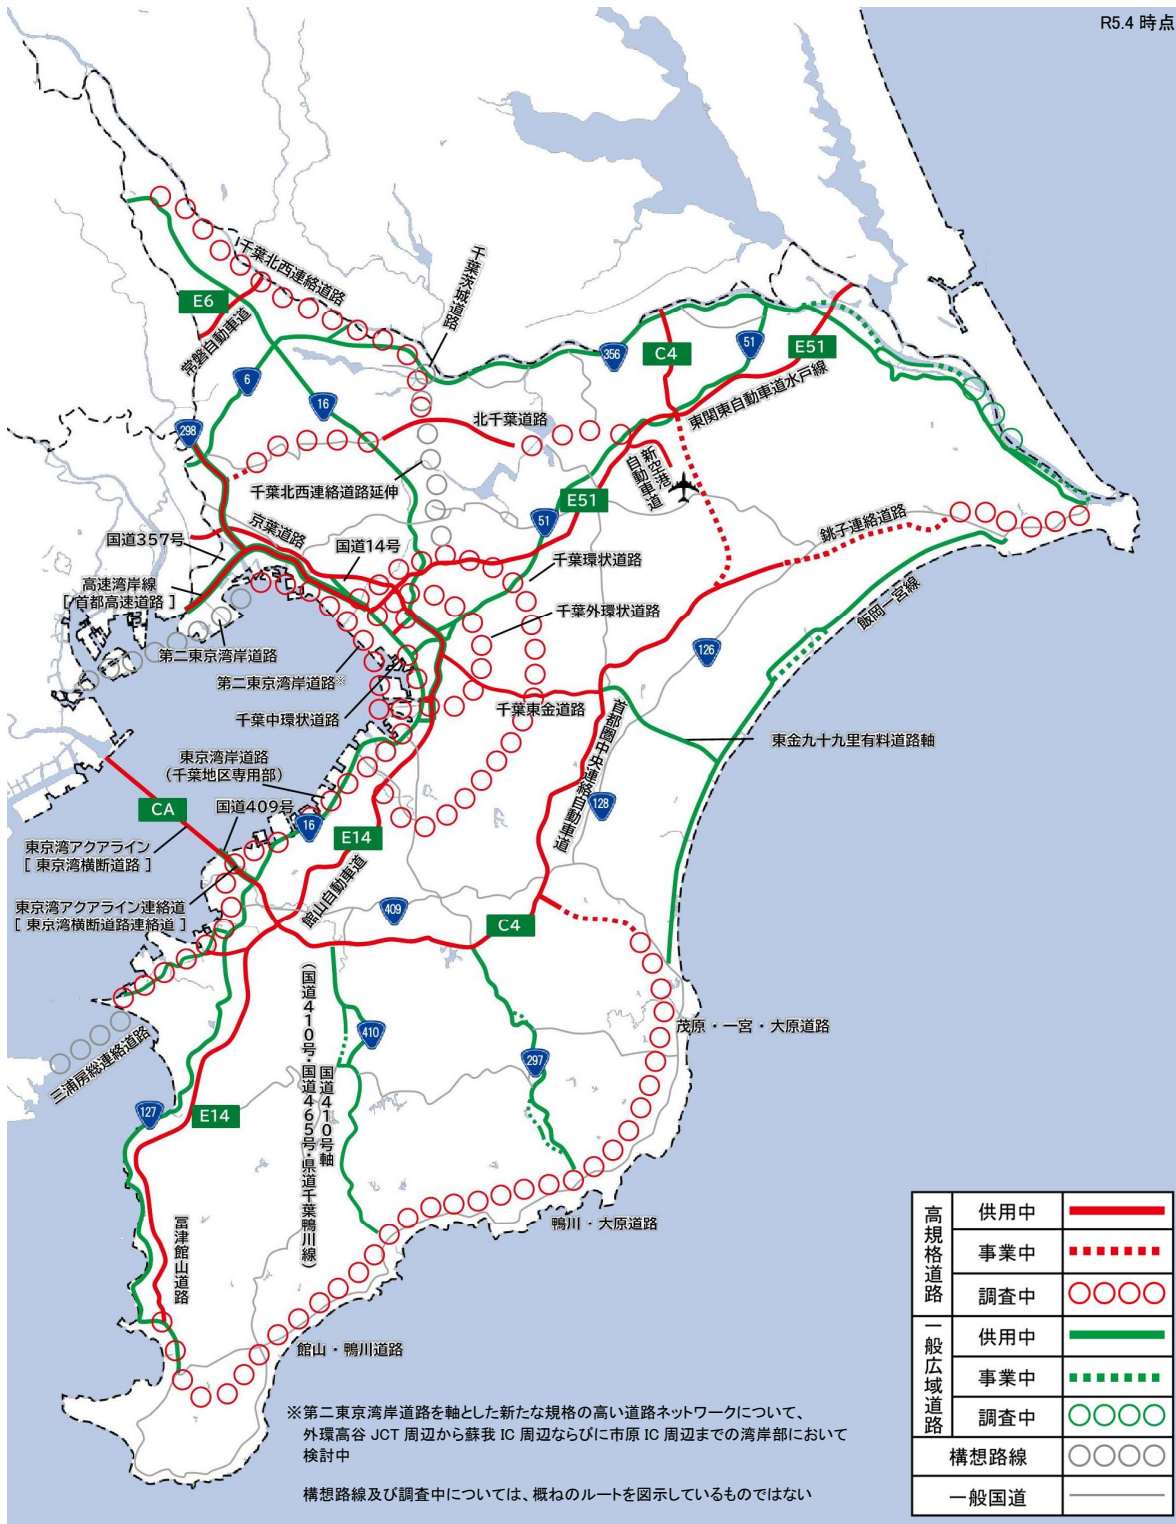 R5.4 時点
千葉北西連絡道路
千葉茨城道路
E6
常磐自動車道
6
16
298
356
C4
51
E51
東関東自動車道水戸線
北千葉道路
新空港自動車道
千葉北西連絡道路延伸
E51
51
京葉道路
国道357号
国道14号
高速湾岸線
[ 首都高速道路 ]
千葉環状道路
千葉外環状道路
銚子連絡道路
飯岡一宮線
第二東京湾岸道路
第二東京湾岸道路※
千葉中環状道路
126
千葉東金道路
首都圏中央連絡自動車道
東金九十九里有料道路軸
東京湾岸道路
(千葉地区専用部)
CA
国道409号
16
E14
128
東京湾アクアライン
[ 東京湾横断道路 ]
館山自動車道
東京湾アクアライン連絡道
[ 東京湾横断道路連絡道 ]
409
C4
三浦房総連絡道路
国道410号軸
(国道410号・国道465号・県道千葉鴨川線)
410
297
茂原・一宮・大原道路
127
E14
鴨川・大原道路
富津館山道路
館山・鴨川道路
※第二東京湾岸道路を軸とした新たな規格の高い道路ネットワークについて、
外環高谷 JCT 周辺から蘇我 IC 周辺ならびに市原 IC 周辺までの湾岸部において
検討中
構想路線及び調査中については、概ねのルートを図示しているものではない
高規格道路
供用中
事業中
調査中
一般広域道路
供用中
事業中
調査中
構想路線
一般国道